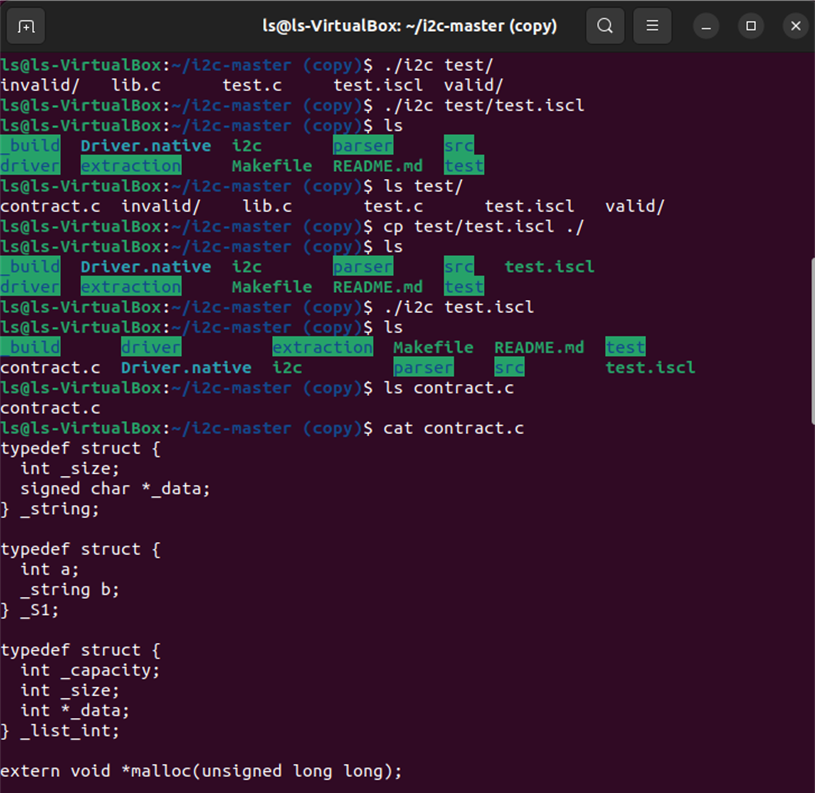 ls@ls-VirtualBox: ~/i2c-master (copy)
ls@ls-VirtualBox:~/i2c-master (copy)$ ./i2c test/
invalid/   lib.c      test.c     test.iscl  valid/
ls@ls-VirtualBox:~/i2c-master (copy)$ ./i2c test/test.iscl
ls@ls-VirtualBox:~/i2c-master (copy)$ ls
_build  Driver.native  i2c       parser     src
driver  extraction     Makefile  README.md  test
ls@ls-VirtualBox:~/i2c-master (copy)$ ls test/
contract.c  invalid/    lib.c       test.c      test.iscl   valid/
ls@ls-VirtualBox:~/i2c-master (copy)$ cp test/test.iscl ./
ls@ls-VirtualBox:~/i2c-master (copy)$ ls
_build  Driver.native  i2c       parser     src   test.iscl
driver  extraction     Makefile  README.md  test
ls@ls-VirtualBox:~/i2c-master (copy)$ ./i2c test.iscl
ls@ls-VirtualBox:~/i2c-master (copy)$ ls
_build      driver         extraction  Makefile  README.md  test
contract.c  Driver.native  i2c         parser    src        test.iscl
ls@ls-VirtualBox:~/i2c-master (copy)$ ls contract.c
contract.c
ls@ls-VirtualBox:~/i2c-master (copy)$ cat contract.c
typedef struct {
  int _size;
  signed char *_data;
} _string;

typedef struct {
  int a;
  _string b;
} _S1;

typedef struct {
  int _capacity;
  int _size;
  int *_data;
} _list_int;

extern void *malloc(unsigned long long);